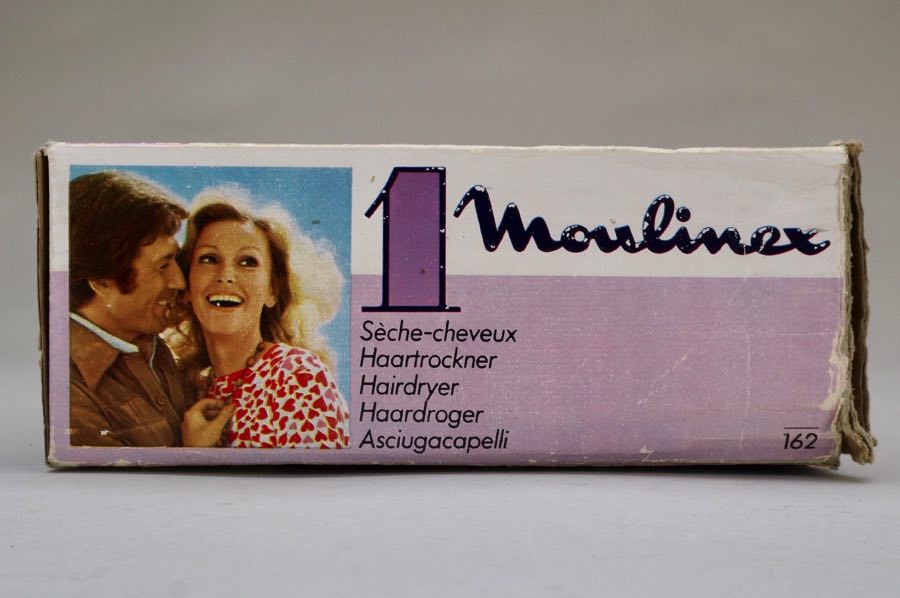 1 Moulinex
Sèche-cheveux
Haartrockner
Hairdryer
Haardroger
Asciugacapelli
162